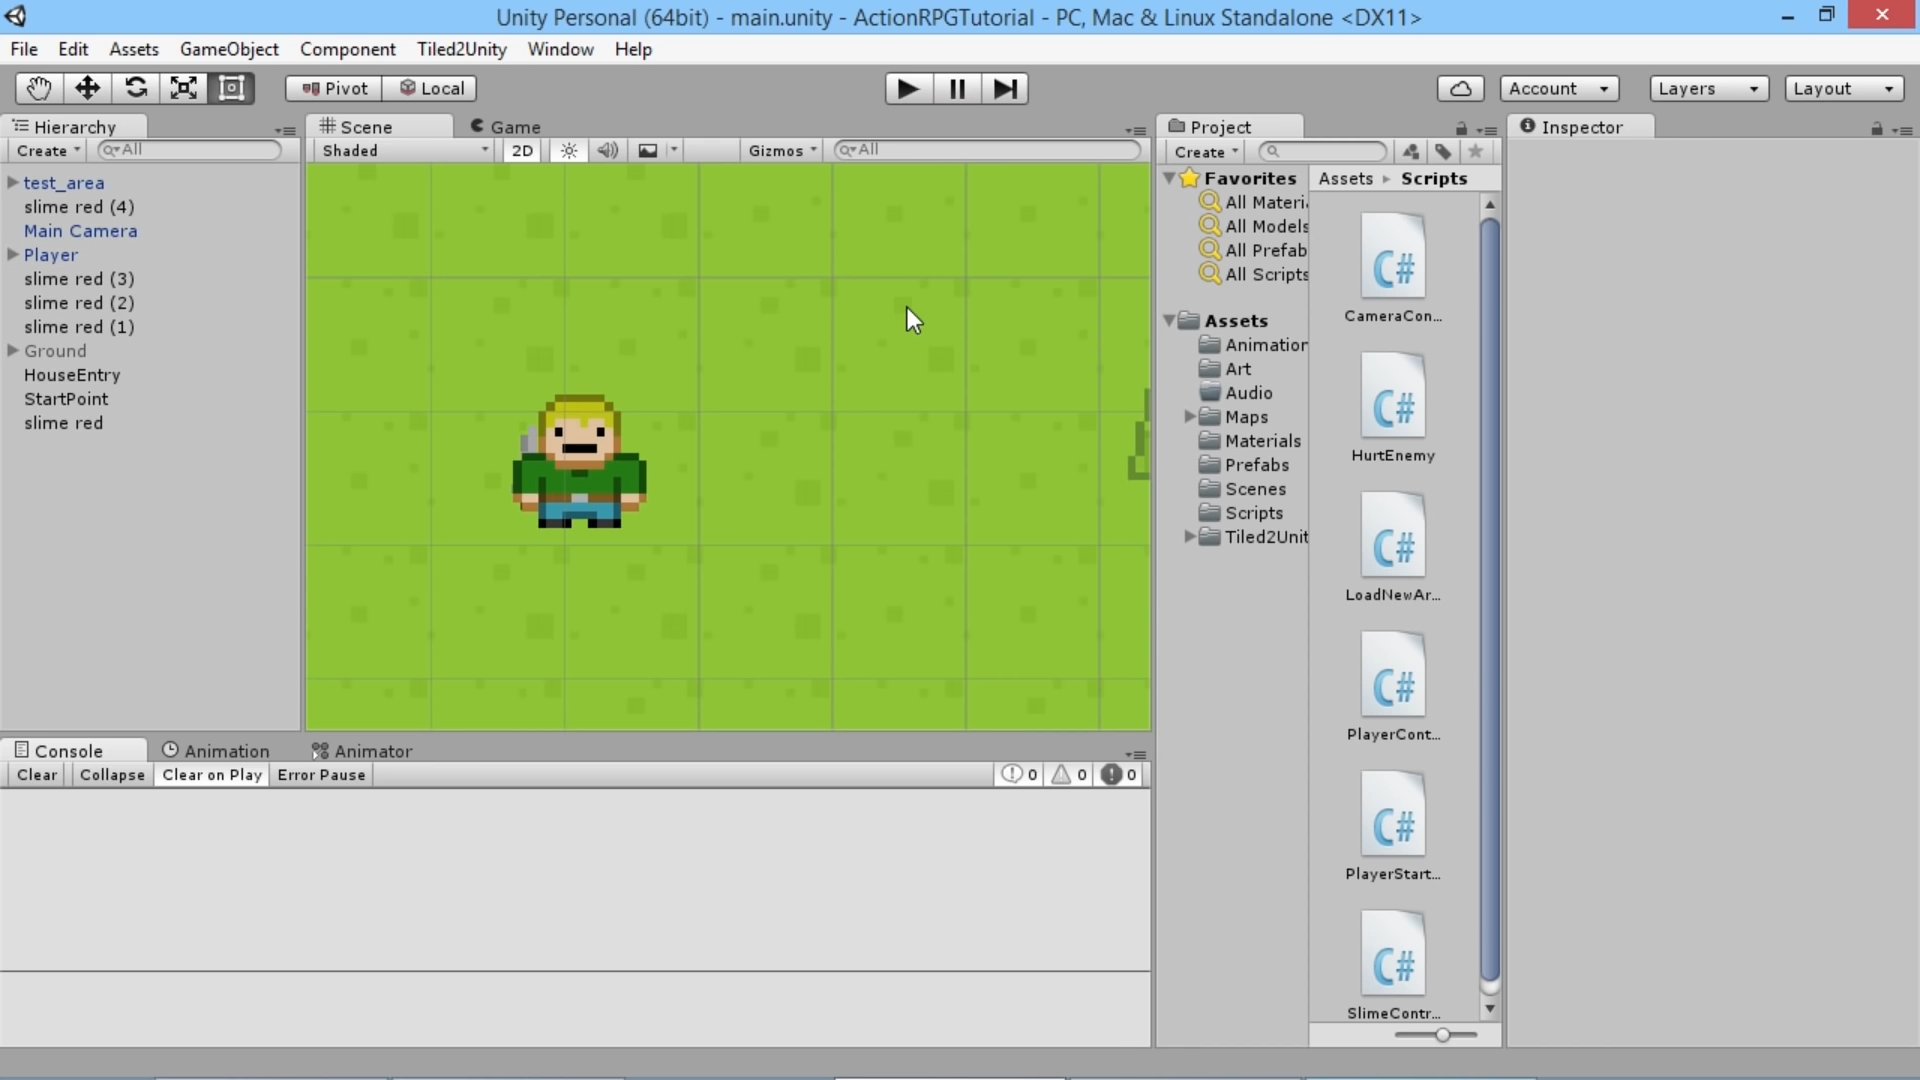 Unity Personal (64bit) - main.unity - ActionRPGTutorial - PC, Mac & Linux Standalone <DX11>
File Edit Assets GameObject Component Tiled2Unity Window Help
Pivot Local Account Layers Layout
Hierarchy
Create All
test_area
slime red (4)
Main Camera
Player
slime red (3)
slime red (2)
slime red (1)
Ground
HouseEntry
StartPoint
slime red
Scene Game
Shaded 2D Gizmos All
Project
Create
Favorites
All Materi
All Models
All Prefab
All Scripts
Assets
Animation
Art
Audio
Maps
Materials
Prefabs
Scenes
Scripts
Tiled2Unit
Assets Scripts
C#
CameraCon...
C#
HurtEnemy
C#
LoadNewAr...
C#
PlayerCont...
C#
PlayerStart...
C#
SlimeContr...
Inspector
Console Animation Animator
Clear Collapse Clear on Play Error Pause 0 0 0